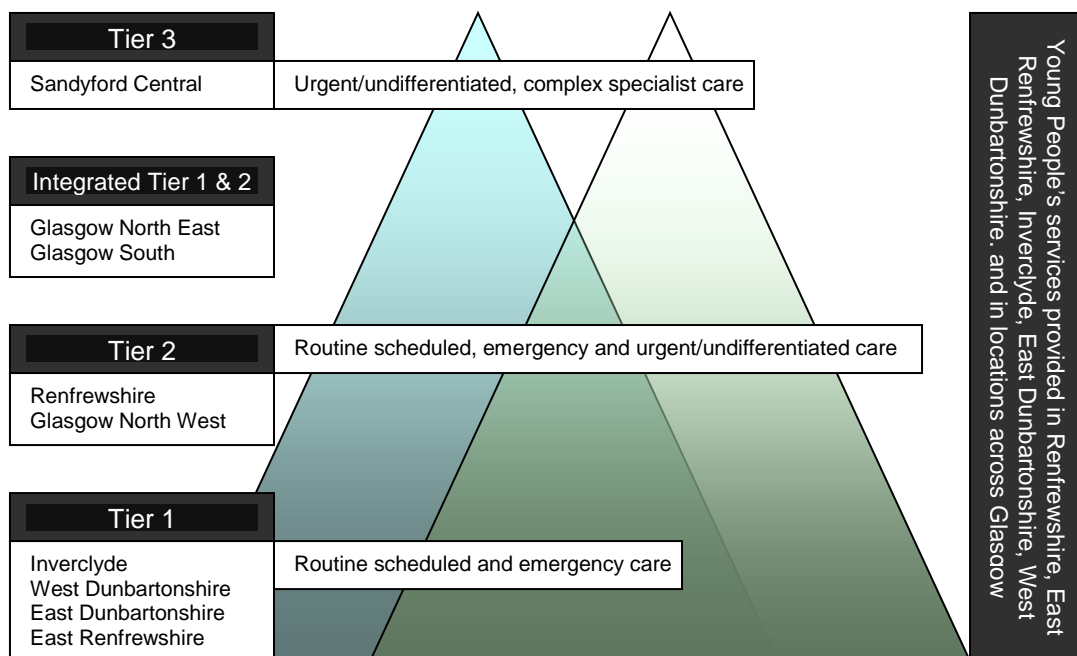 Tier 3
Sandyford Central
Urgent/undifferentiated, complex specialist care
Integrated Tier 1 & 2
Glasgow North East
Glasgow South
Tier 2
Routine scheduled, emergency and urgent/undifferentiated care
Renfrewshire
Glasgow North West
Tier 1
Inverclyde
West Dunbartonshire
East Dunbartonshire
East Renfrewshire
Routine scheduled and emergency care
Young People's services provided in Renfrewshire, East
Renfrewshire, Inverclyde, East Dunbartonshire, West
Dunbartonshire. and in locations across Glasgow